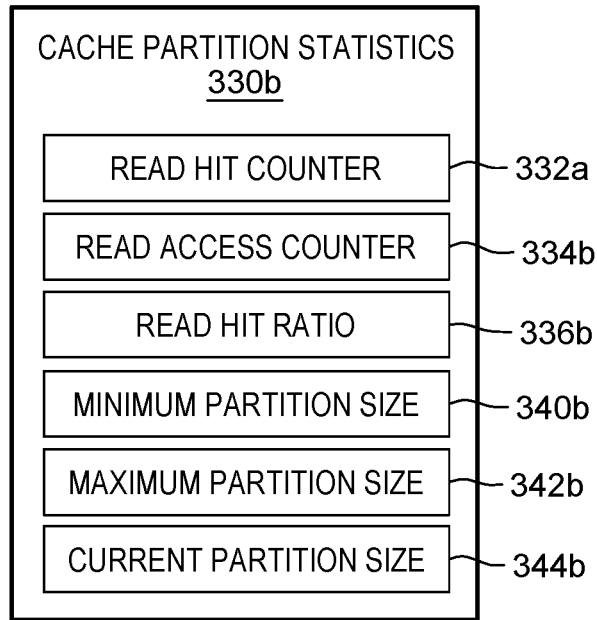 CACHE PARTITION STATISTICS
330b
READ HIT COUNTER 332a
READ ACCESS COUNTER 334b
READ HIT RATIO 336b
MINIMUM PARTITION SIZE 340b
MAXIMUM PARTITION SIZE 342b
CURRENT PARTITION SIZE 344b